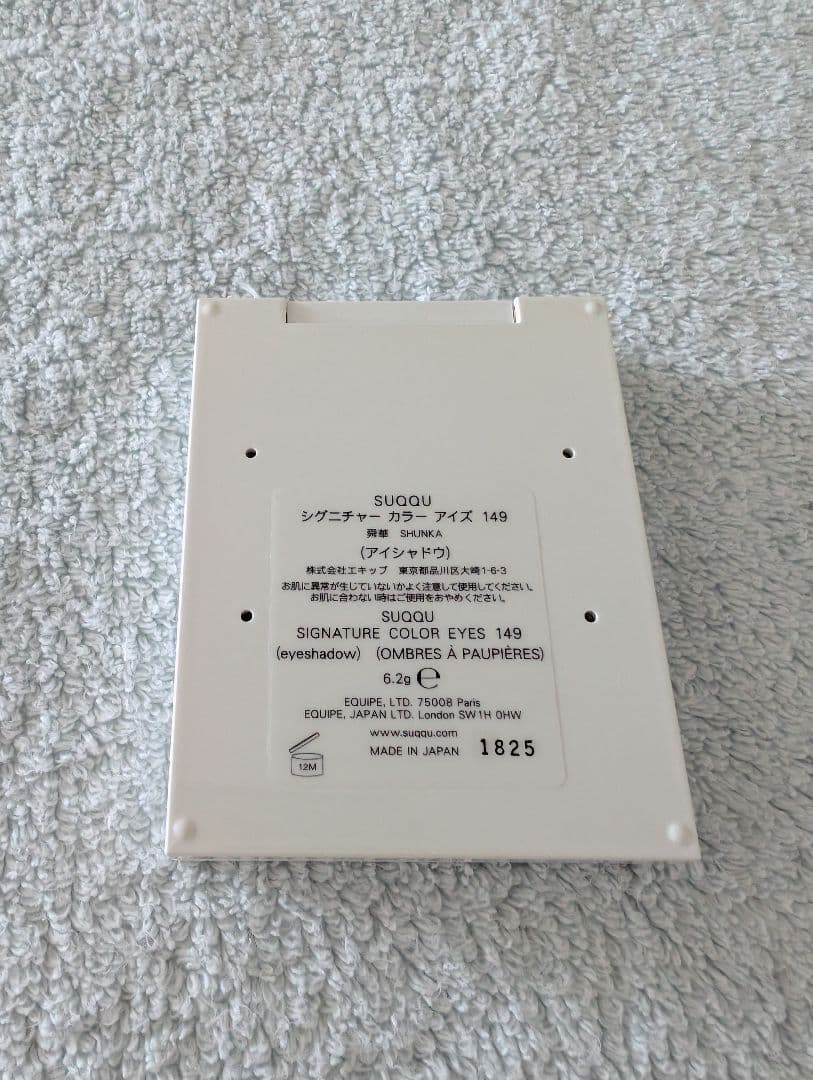 SUQQU
シグニチャー カラー アイズ 149
舜華 SHUNKA
(アイシャドウ)
株式会社エキップ 東京都品川区大崎1-6-3
お肌に異常が生じていないかよく注意して使用してください。
お肌に合わない時はご使用をおやめください。
SUQQU
SIGNATURE COLOR EYES 149
(eyeshadow) (OMBRES À PAUPIÈRES)
6.2g ℮
EQUIPE, LTD. 75008 Paris
EQUIPE, JAPAN LTD. London SW1H 0HW
www.suqqu.com
MADE IN JAPAN 1825
12M